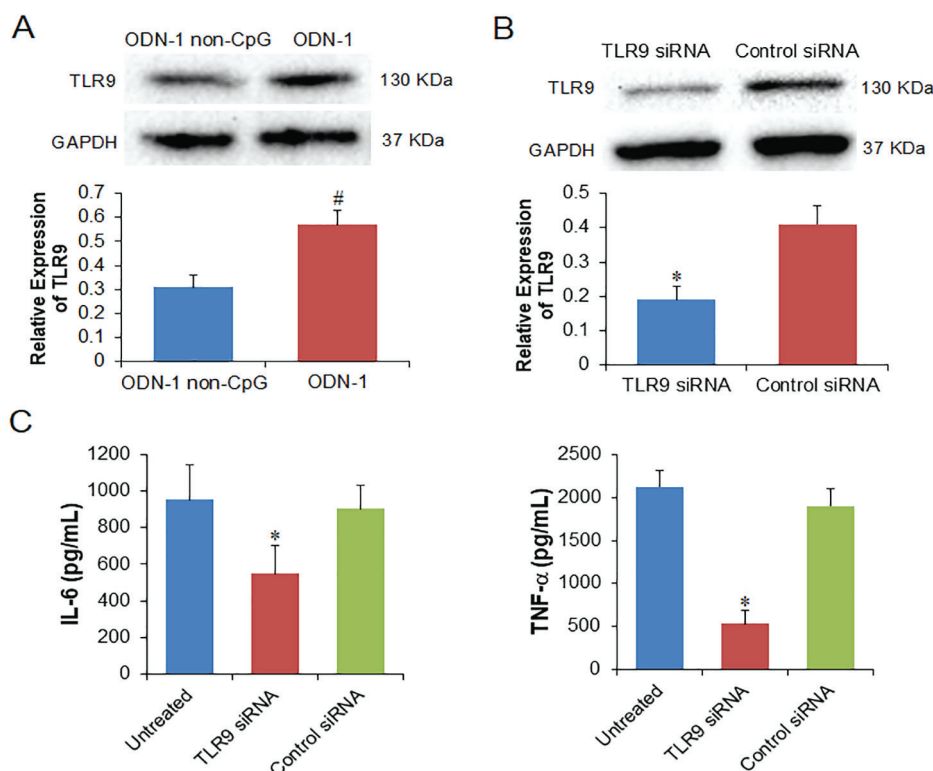 A
ODN-1 non-CpG ODN-1
TLR9 130 KDa
GAPDH 37 KDa
0.7
0.6
0.5
0.4
0.3
0.2
0.1
0
Relative Expression
of TLR9
#
ODN-1 non-CpG ODN-1
B
TLR9 siRNA Control siRNA
TLR9 130 KDa
GAPDH 37 KDa
0.5
0.4
0.3
0.2
0.1
0
Relative Expression
of TLR9
*
TLR9 siRNA Control siRNA
C
1200
1000
800
600
400
200
0
IL-6 (pg/mL)
*
Untreated
TLR9 siRNA
Control siRNA
2500
2000
1500
1000
500
0
TNF-α (pg/mL)
*
Untreated
TLR9 siRNA
Control siRNA